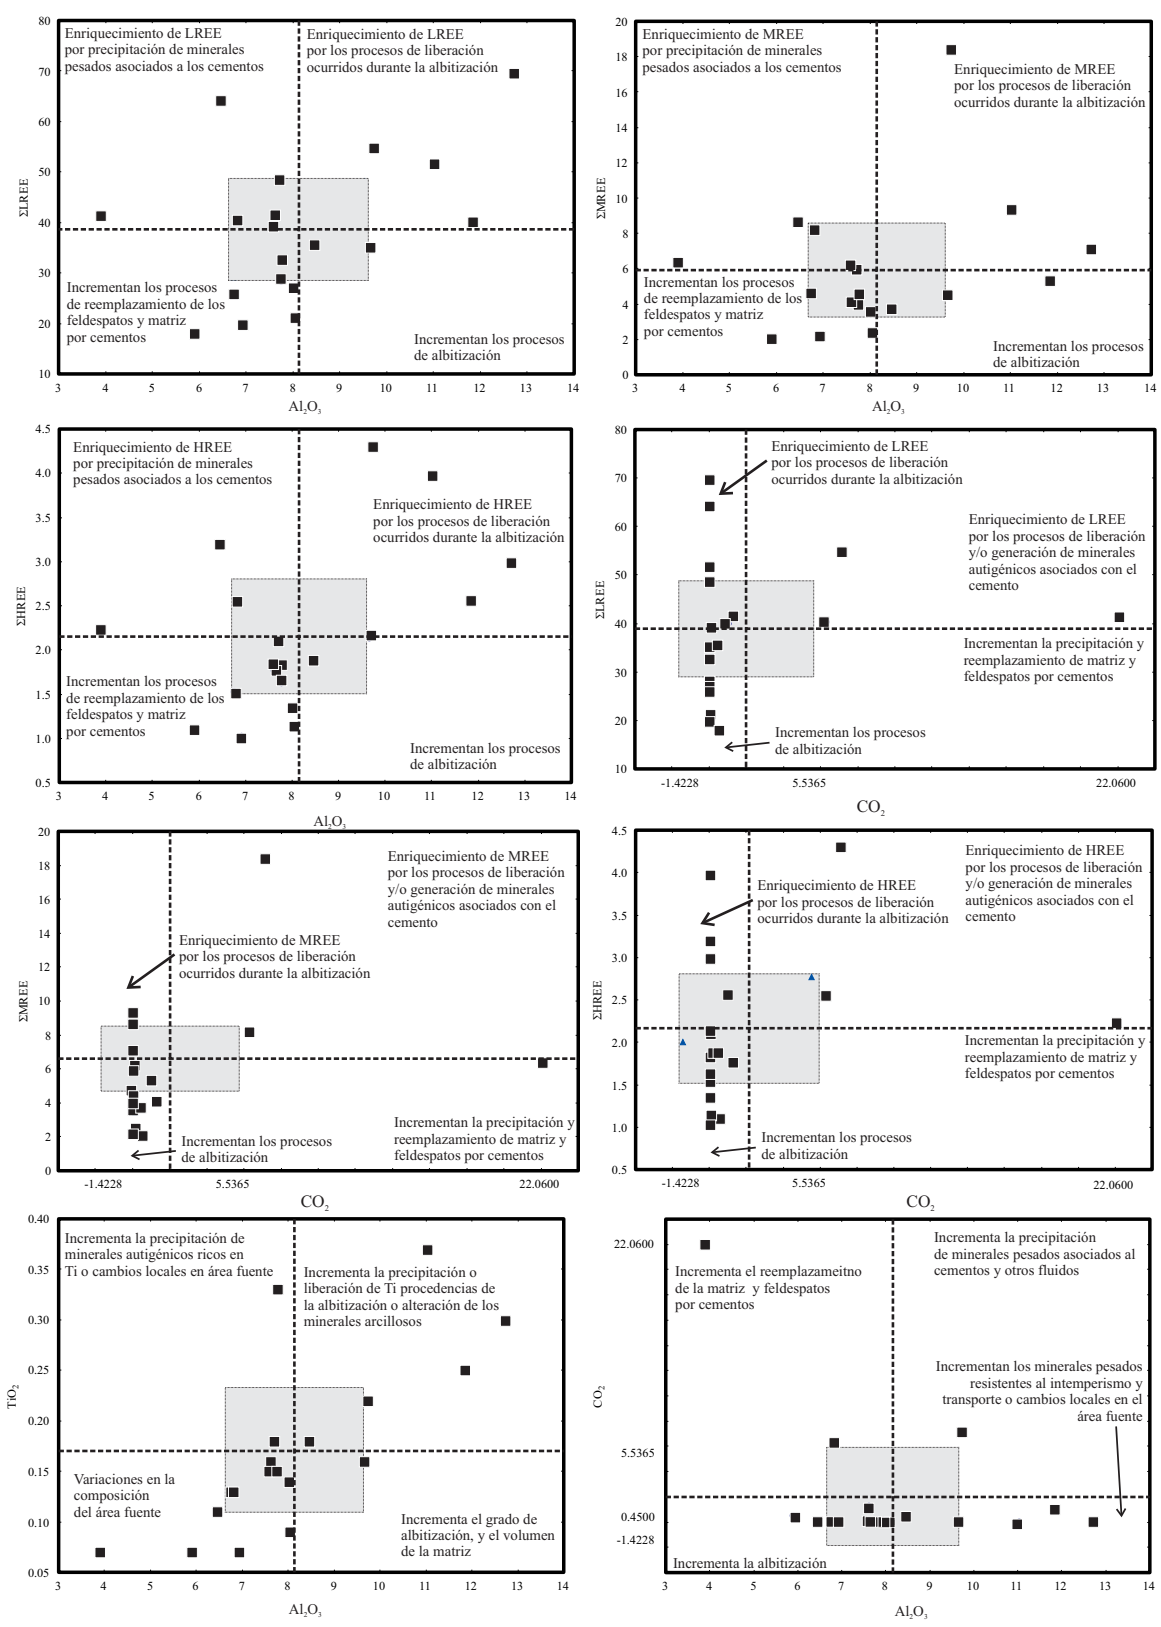 80
70
60
50
40
30
20
10
ΣLREE
Enriquecimiento de LREE
por precipitación de minerales
pesados asociados a los cementos
Enriquecimiento de LREE
por los procesos de liberación
ocurridos durante la albitización
Incrementan los procesos
de reemplazamiento de los
feldespatos y matriz
por cementos
Incrementan los procesos
de albitización
3 4 5 6 7 8 9 10 11 12 13 14
Al₂O₃
20
18
16
14
12
10
8
6
4
2
0
ΣMREE
Enriquecimiento de MREE
por precipitación de minerales
pesados asociados a los cementos
Enriquecimiento de MREE
por los procesos de liberación
ocurridos durante la albitización
Incrementan los procesos
de reemplazamiento de los
feldespatos y matriz
por cementos
Incrementan los procesos
de albitización
3 4 5 6 7 8 9 10 11 12 13 14
Al₂O₃
4.5
4.0
3.5
3.0
2.5
2.0
1.5
1.0
0.5
ΣHREE
Enriquecimiento de HREE
por precipitación de minerales
pesados asociados a los cementos
Enriquecimiento de HREE
por los procesos de liberación
ocurridos durante la albitización
Incrementan los procesos
de reemplazamiento de los
feldespatos y matriz
por cementos
Incrementan los procesos
de albitización
3 4 5 6 7 8 9 10 11 12 13 14
Al₂O₃
80
70
60
50
40
30
20
10
ΣLREE
Enriquecimiento de LREE
por los procesos de liberación
ocurridos durante la albitización
Enriquecimiento de LREE
por los procesos de liberación
y/o generación de minerales
autigénicos asociados con el
cemento
Incrementan la precipitación y
reemplazamiento de matriz y
feldespatos por cementos
Incrementan los procesos
de albitización
-1.4228 5.5365 22.0600
CO₂
20
18
16
14
12
10
8
6
4
2
0
ΣMREE
Enriquecimiento de MREE
por los procesos de liberación
y/o generación de minerales
autigénicos asociados con el
cemento
Enriquecimiento de MREE
por los procesos de liberación
ocurridos durante la albitización
Incrementan la precipitación y
reemplazamiento de matriz y
feldespatos por cementos
Incrementan los procesos
de albitización
-1.4228 5.5365 22.0600
CO₂
4.5
4.0
3.5
3.0
2.5
2.0
1.5
1.0
0.5
ΣHREE
Enriquecimiento de HREE
por los procesos de liberación
y/o generación de minerales
autigénicos asociados con el
cemento
Enriquecimiento de HREE
por los procesos de liberación
ocurridos durante la albitización
Incrementan la precipitación y
reemplazamiento de matriz y
feldespatos por cementos
Incrementan los procesos
de albitización
-1.4228 5.5365 22.0600
CO₂
0.40
0.35
0.30
0.25
0.20
0.15
0.10
0.05
TiO₂
Incrementa la precipitación de
minerales autigénicos ricos en
Ti o cambios locales en área fuente
Incrementa la precipitación o
liberación de Ti procedencias de
la albitización o alteración de los
minerales arcillosos
Variaciones en la
composición
del área fuente
Incrementa el grado de
albitización, y el volumen
de la matriz
3 4 5 6 7 8 9 10 11 12 13 14
Al₂O₃
22.0600
5.5365
0.4500
-1.4228
CO₂
Incrementa la precipitación
de minerales pesados asociados al
cementos y otros fluidos
Incrementa el reemplazameitno
de la matriz y feldespatos
por cementos
Incrementan los minerales pesados
resistentes al intemperismo y
transporte o cambios locales en el
área fuente
Incrementa la albitización
3 4 5 6 7 8 9 10 11 12 13 14
Al₂O₃